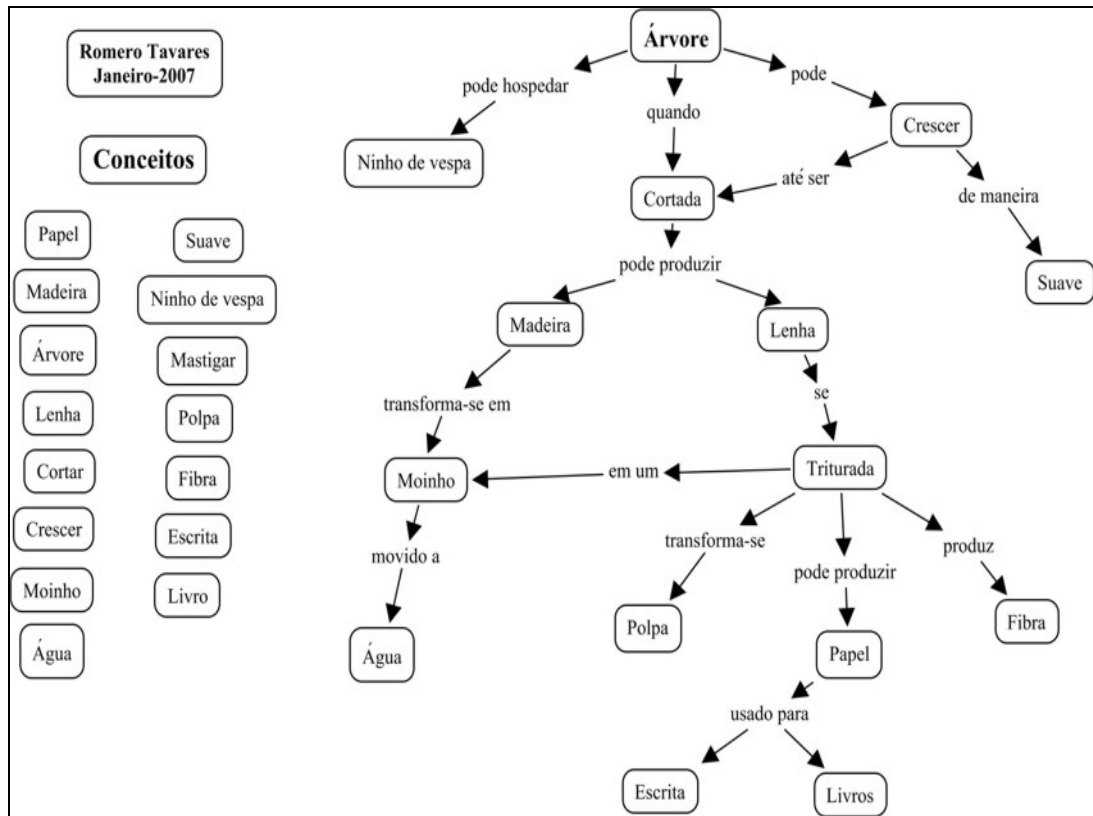 Romero Tavares
Janeiro-2007
Conceitos
Papel
Suave
Madeira
Ninho de vespa
Árvore
Mastigar
Lenha
Polpa
Cortar
Fibra
Crescer
Escrita
Moinho
Livro
Água
Árvore
pode hospedar
quando
pode
Ninho de vespa
Crescer
Cortada
até ser
de maneira
Suave
pode produzir
Madeira
Lenha
transforma-se em
se
Moinho
em um
Triturada
movido a
transforma-se
pode produzir
produz
Água
Polpa
Papel
Fibra
usado para
Escrita
Livros